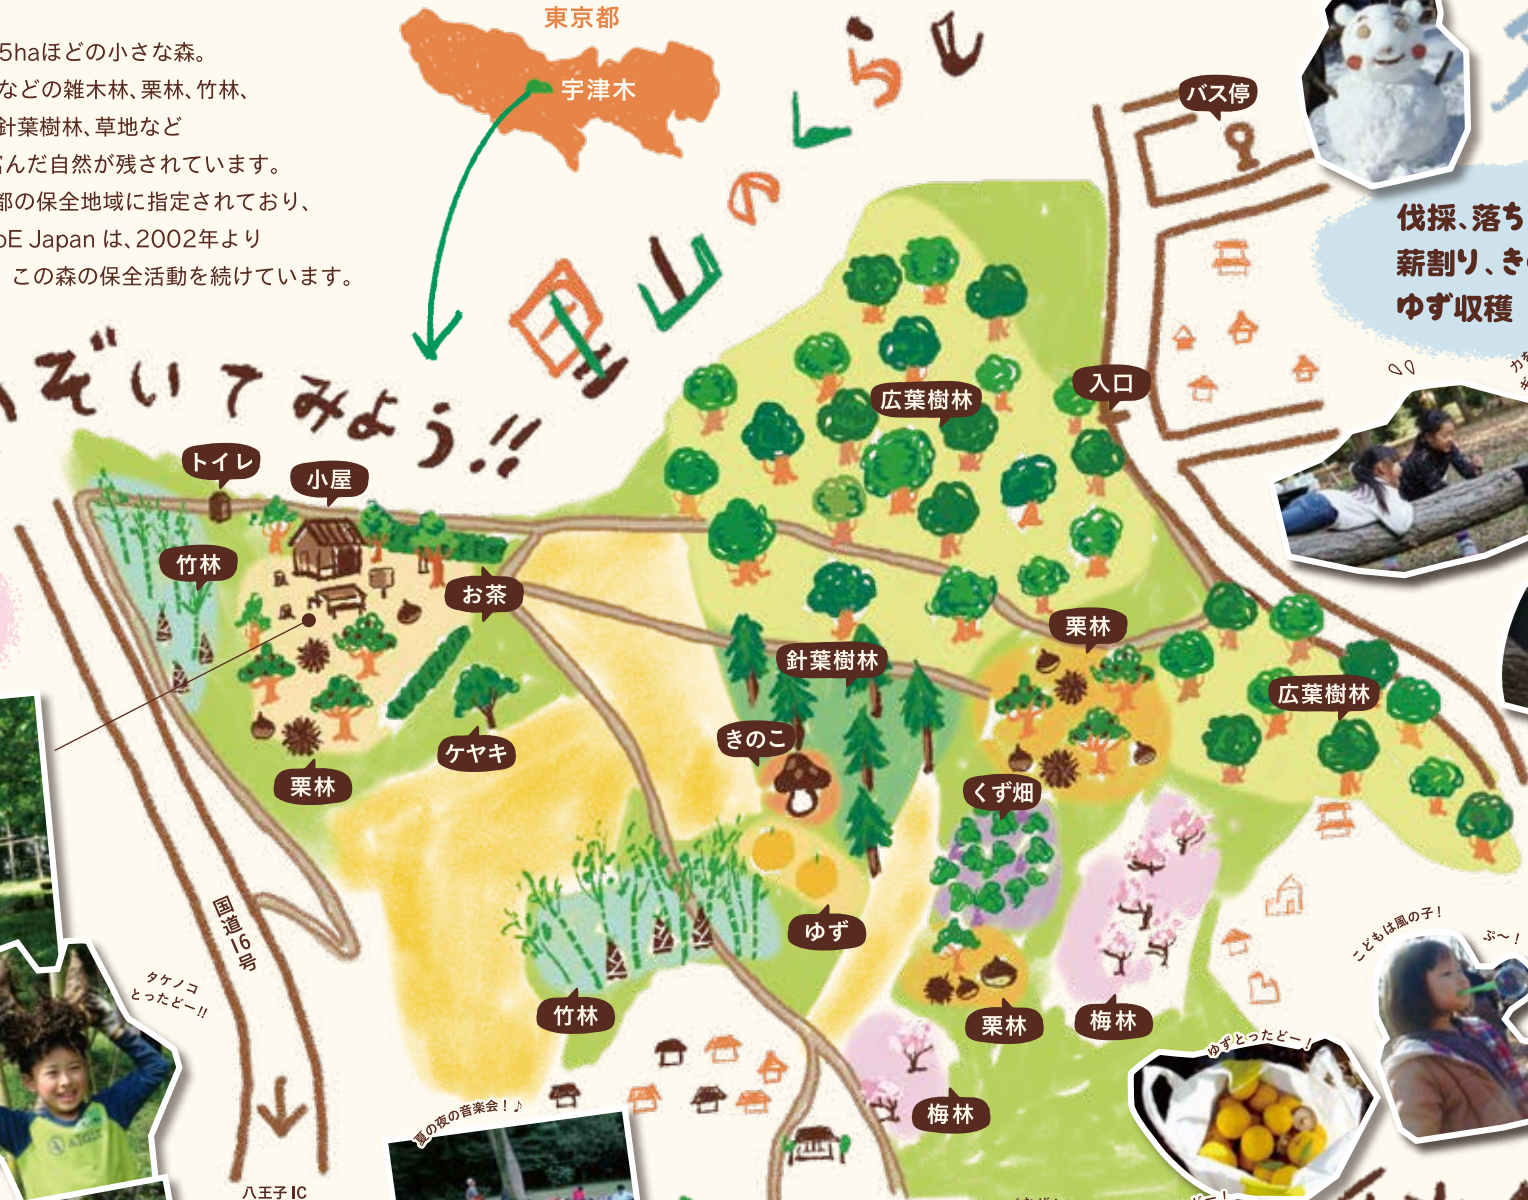 5haほどの小さな森。
などの雑木林、栗林、竹林、
針葉樹林、草地など
んだ自然が残されています。
都の保全地域に指定されており、
oE Japan は、2002年より
この森の保全活動を続けています。
東京都
宇津木
里山のくらし
ぞいてみよう!!
バス停
伐採、落ち
薪割り、き
ゆず収穫
入口
広葉樹林
トイレ
小屋
竹林
お茶
栗林
針葉樹林
広葉樹林
きのこ
ケヤキ
栗林
くず畑
ゆず
竹林
栗林
梅林
梅林
国道16号
タケノコ
とったどー!!
こどもは風の子!
ぷ〜!
ゆずとったどー!
夏の夜の音楽会!♪
八王子IC